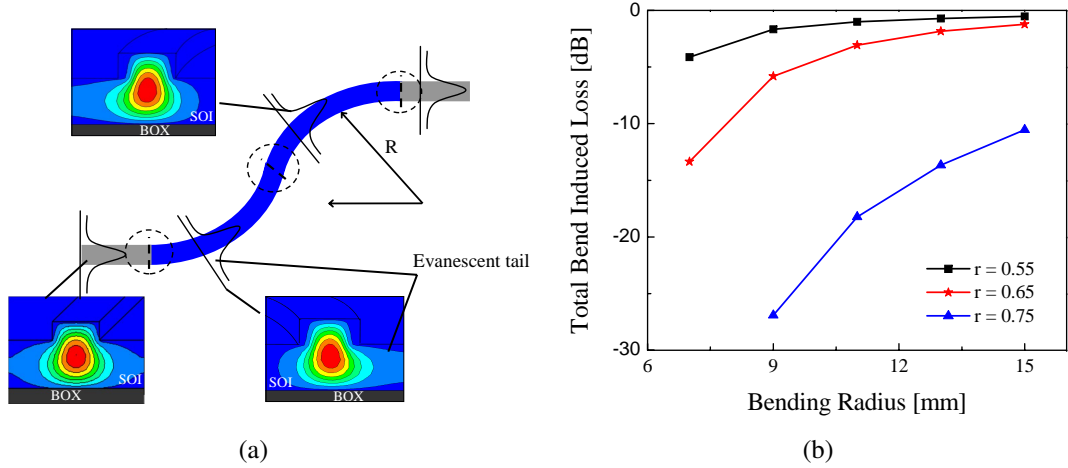 SOI
BOX
R
Evanescent tail
SOI
BOX
SOI
BOX
(a)
Total Bend Induced Loss [dB]
0
-10
-20
-30
6
9
12
15
r = 0.55
r = 0.65
r = 0.75
Bending Radius [mm]
(b)